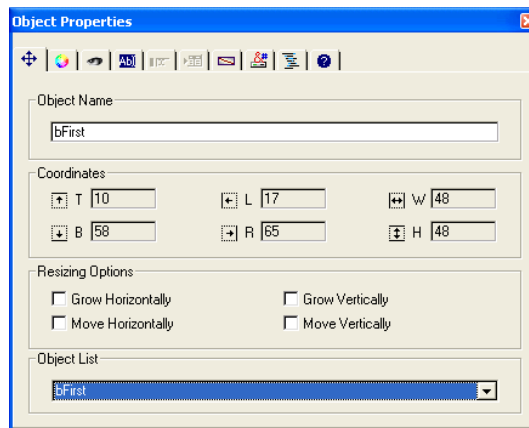 Object Properties
Abl
Object Name
bFirst
Coordinates
T 10 L 17 W 48
B 58 R 65 H 48
Resizing Options
Grow Horizontally Grow Vertically
Move Horizontally Move Vertically
Object List
bFirst